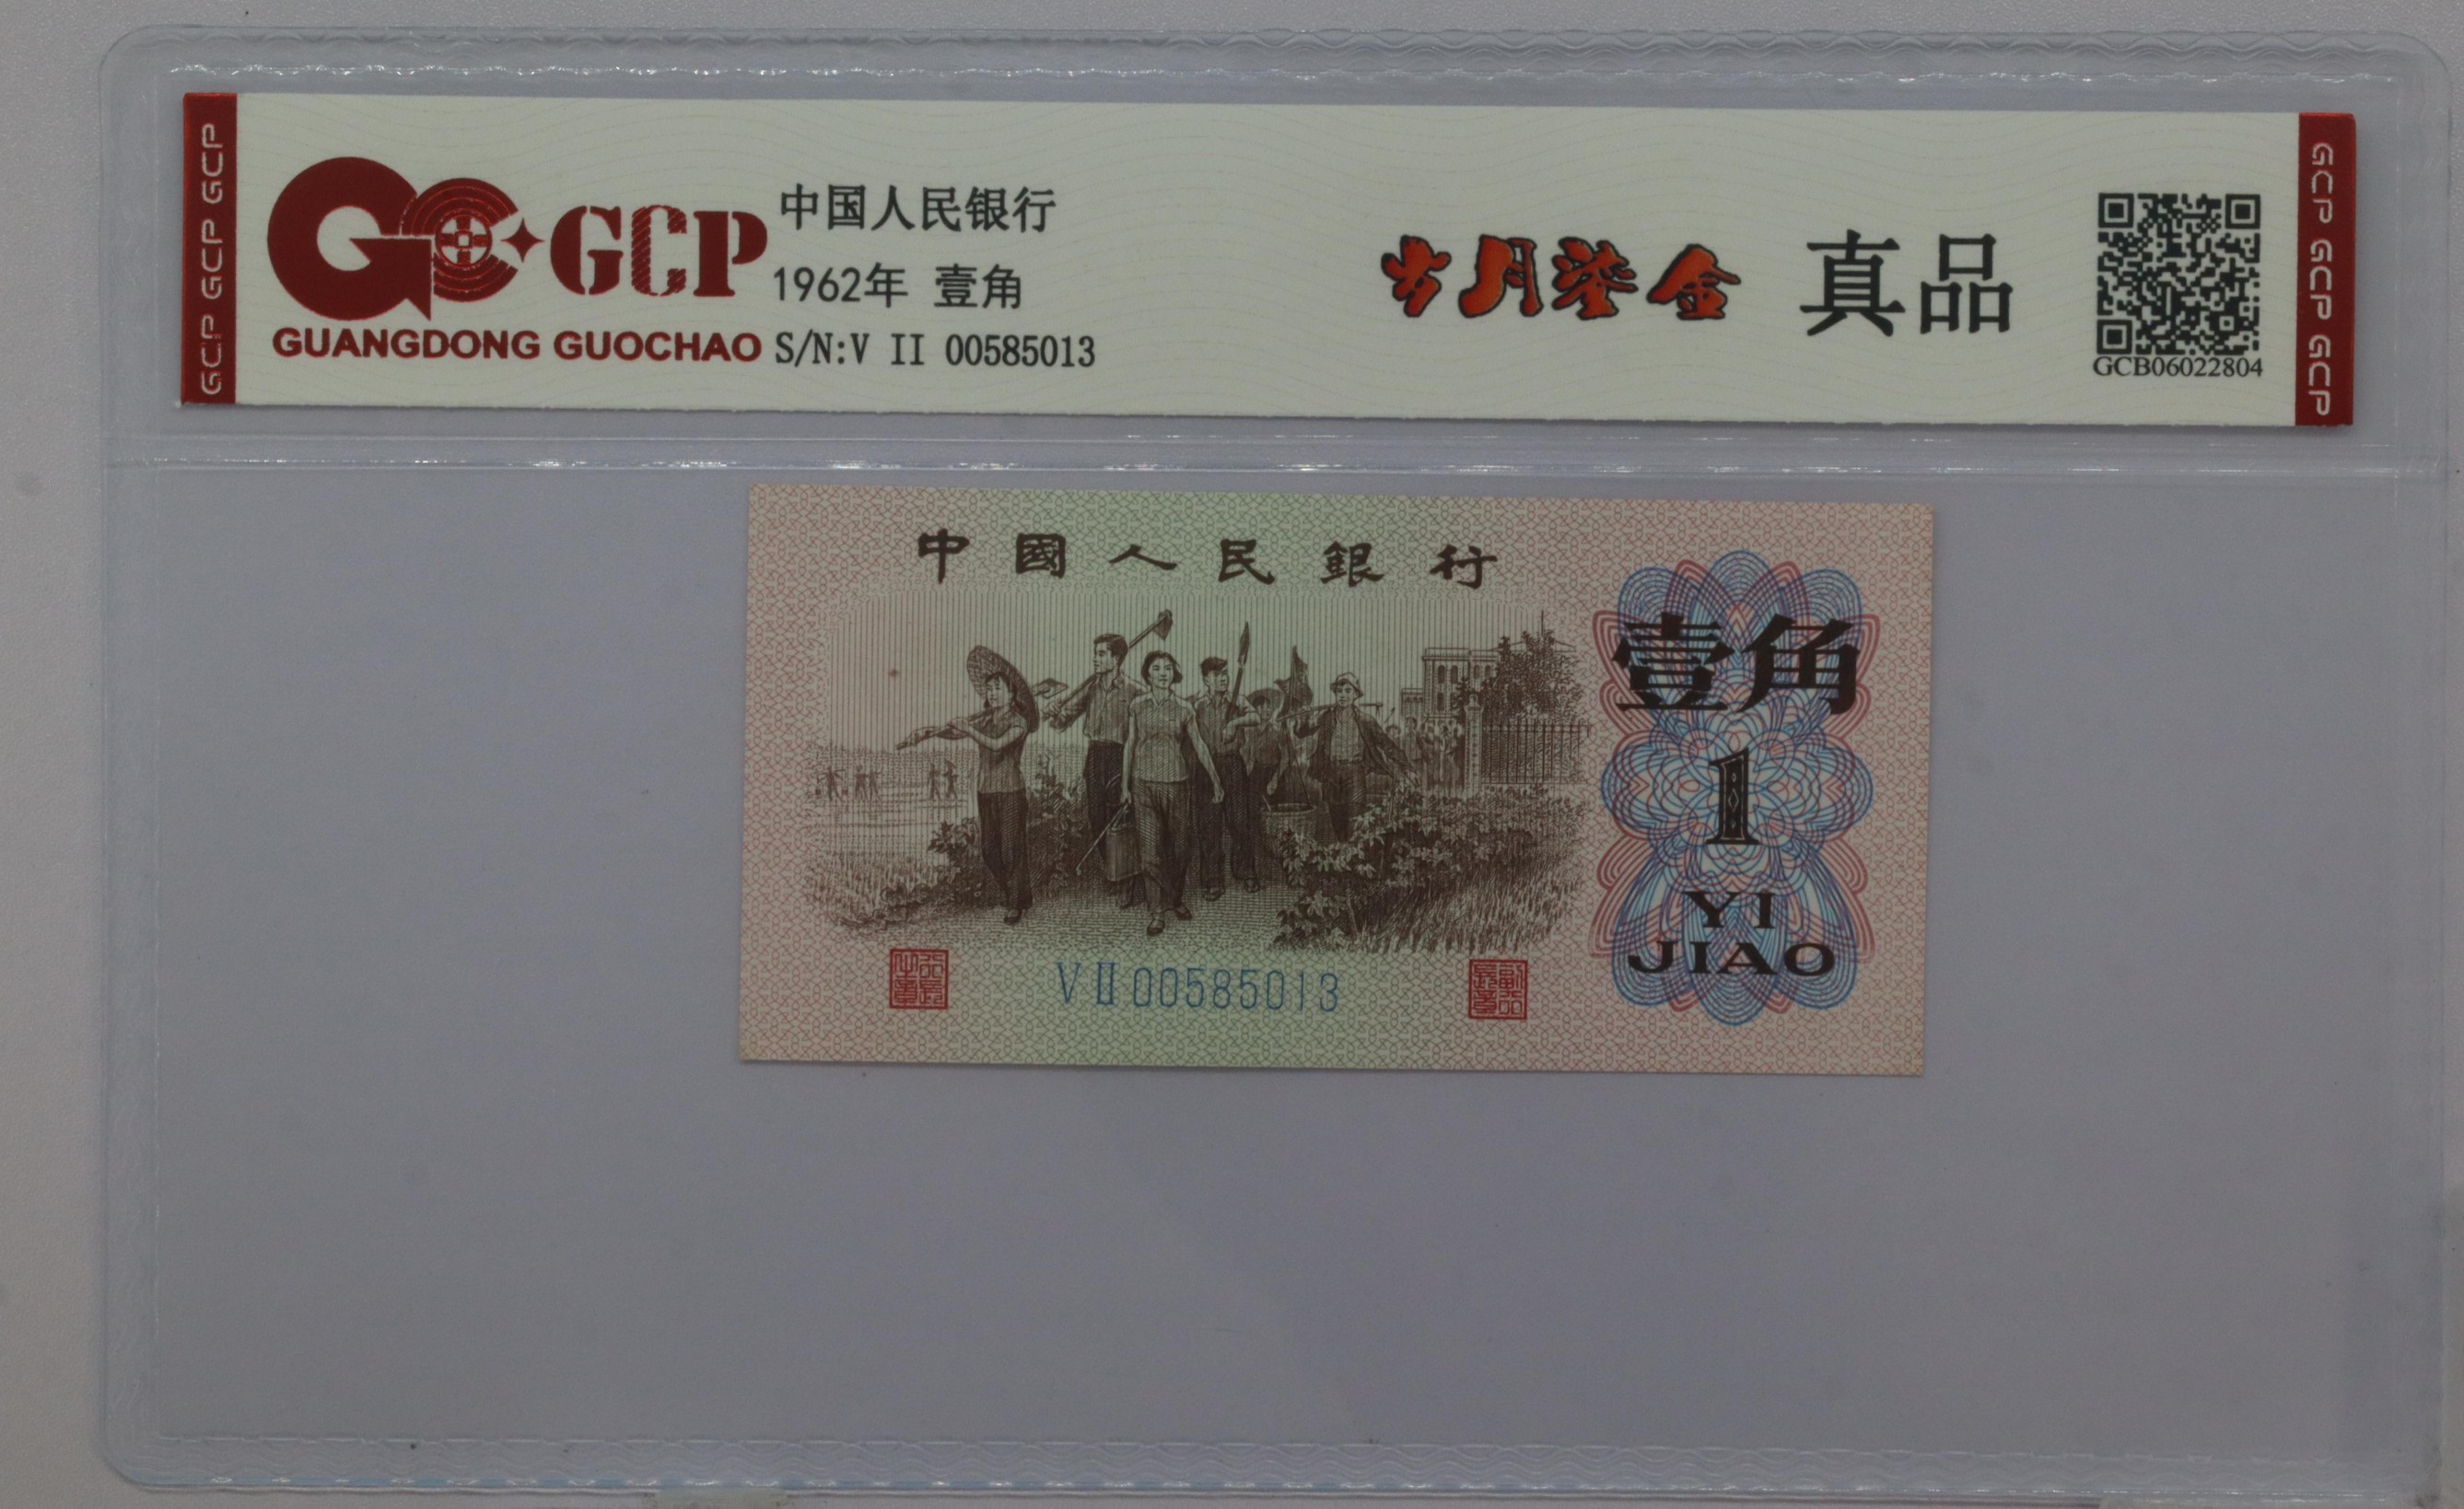 GCP GCP GCP
GCP
GUANGDONG GUOCHAO
中国人民银行
1962年 壹角
S/N:V II 00585013
岁月鎏金 真品
GCB06022804
GCP GCP GCP
中國人民銀行
壹角
1
YI
JIAO
V II 00585013